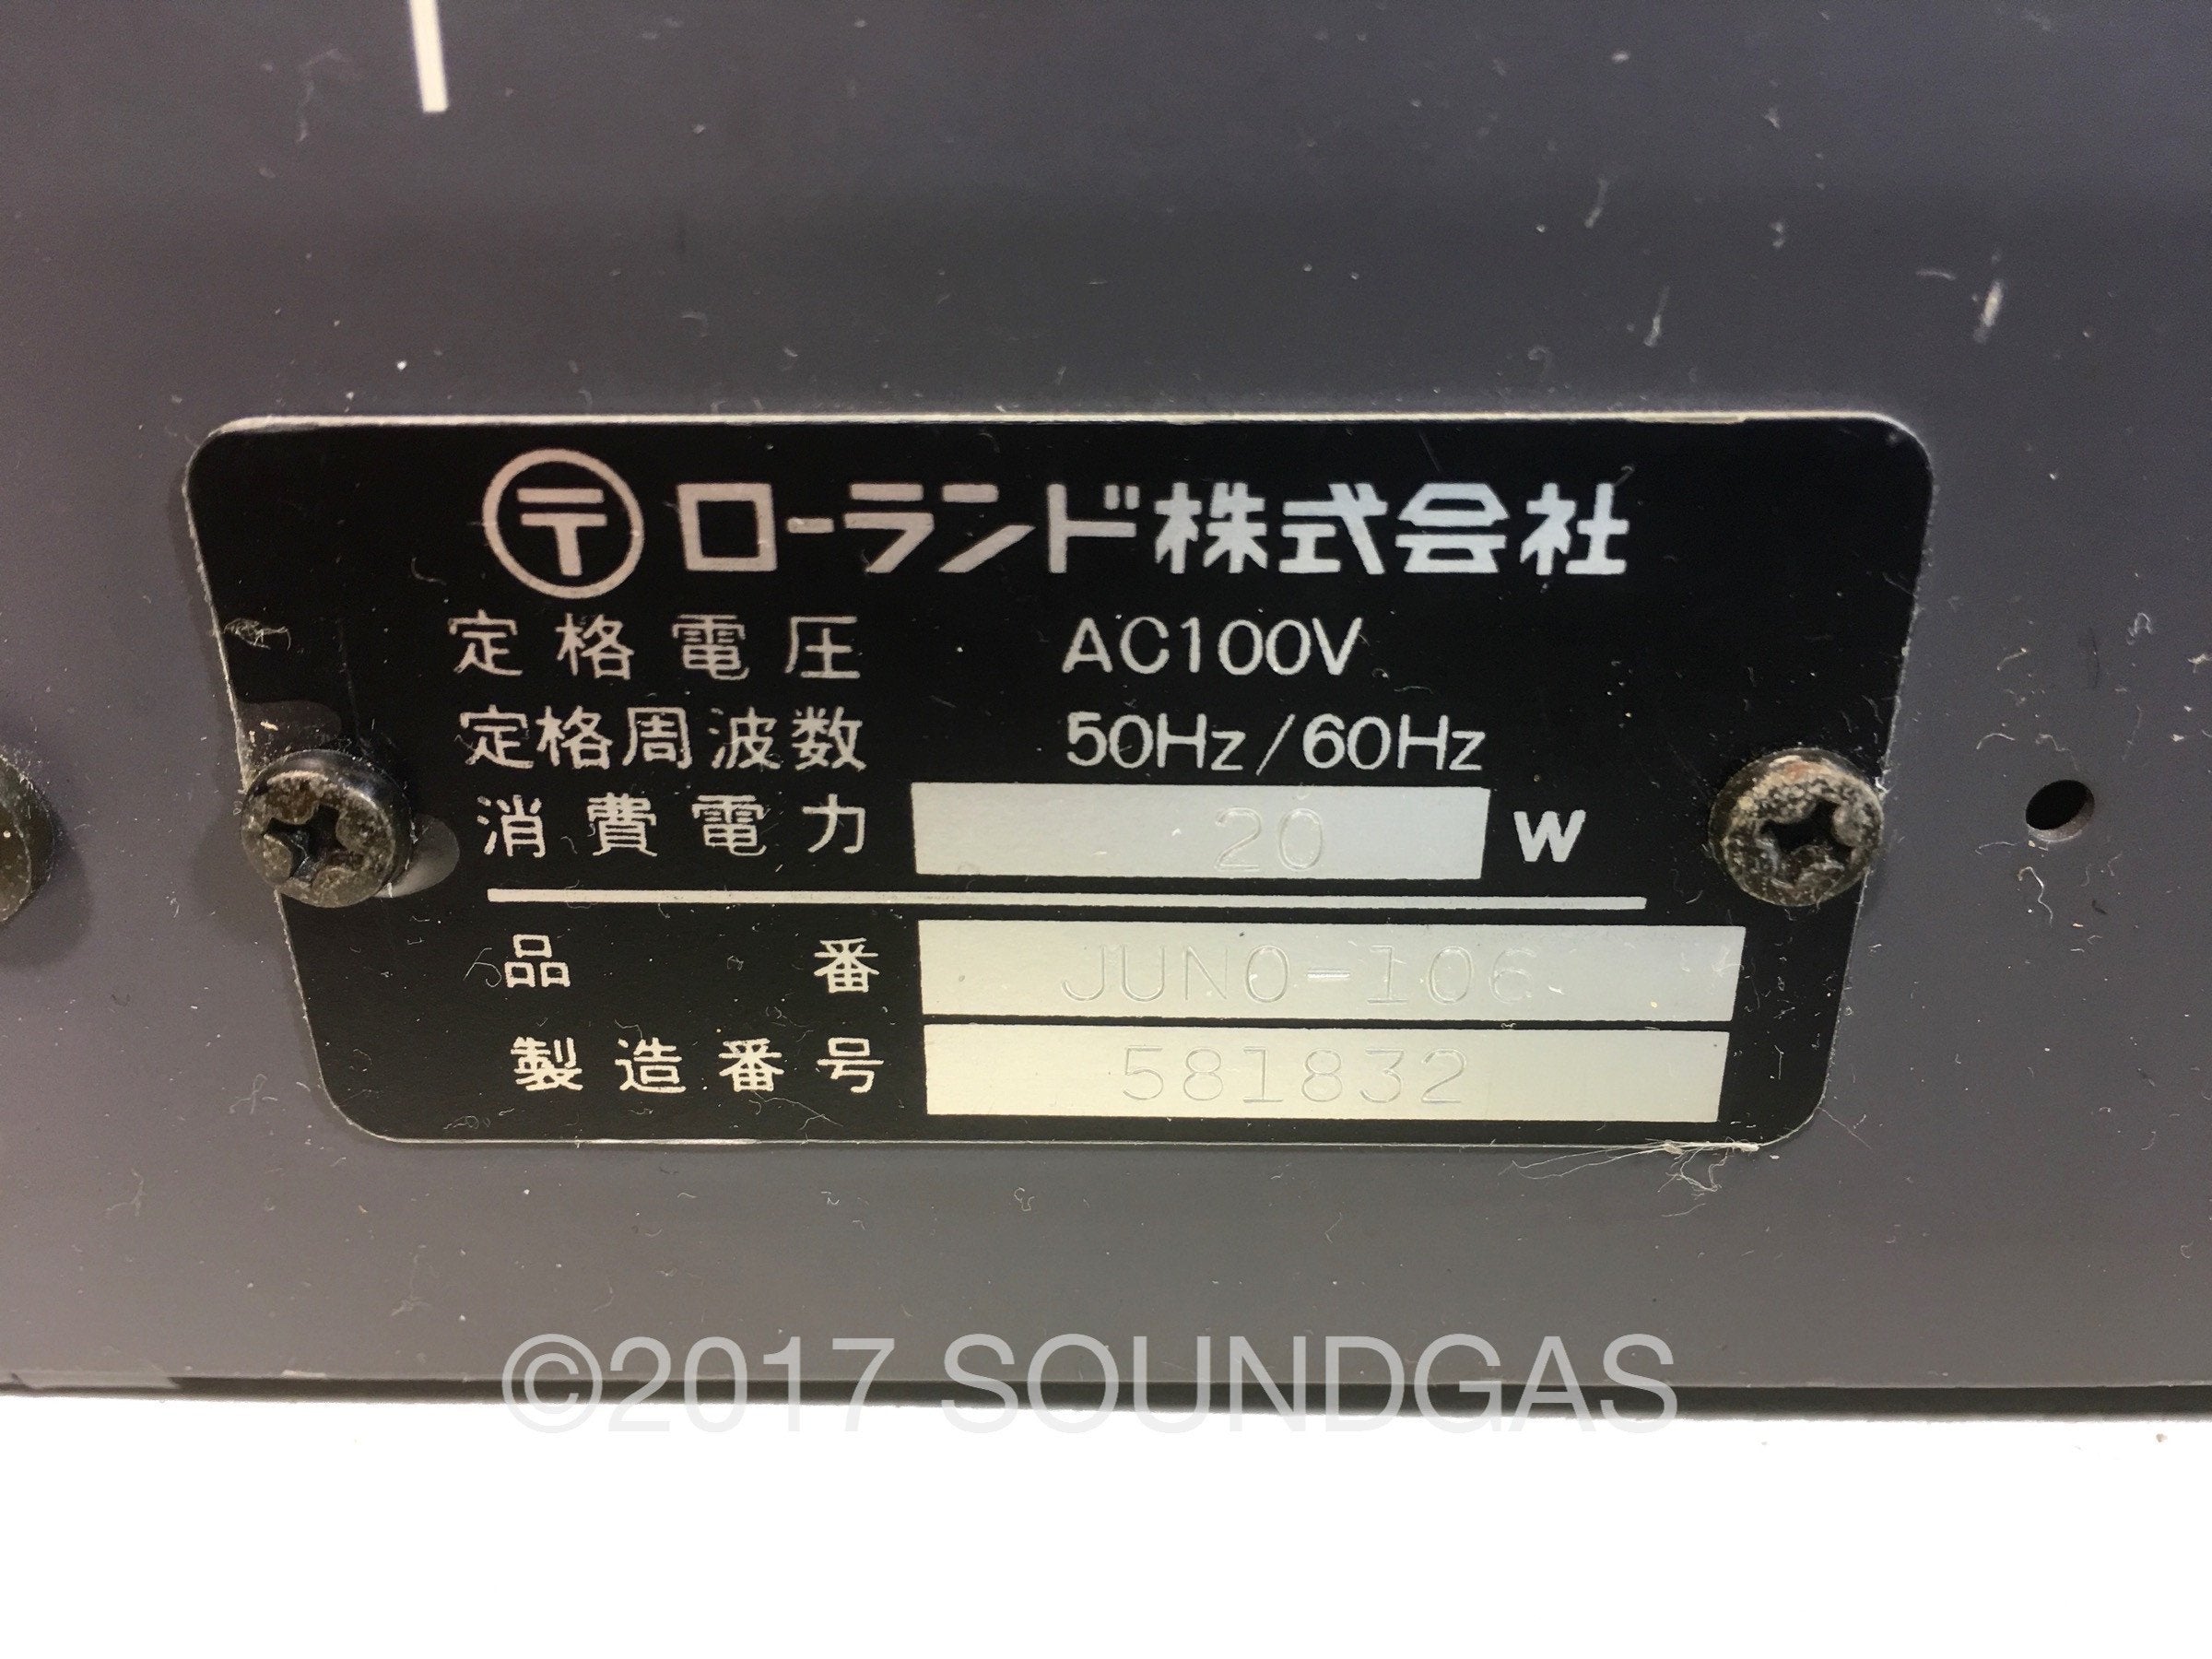 〒 ローランド株式会社
定格電圧 AC100V
定格周波数 50Hz/60Hz
消費電力 20 W
品番 JUNO-106
製造番号 581832
©2017 SOUNDGAS